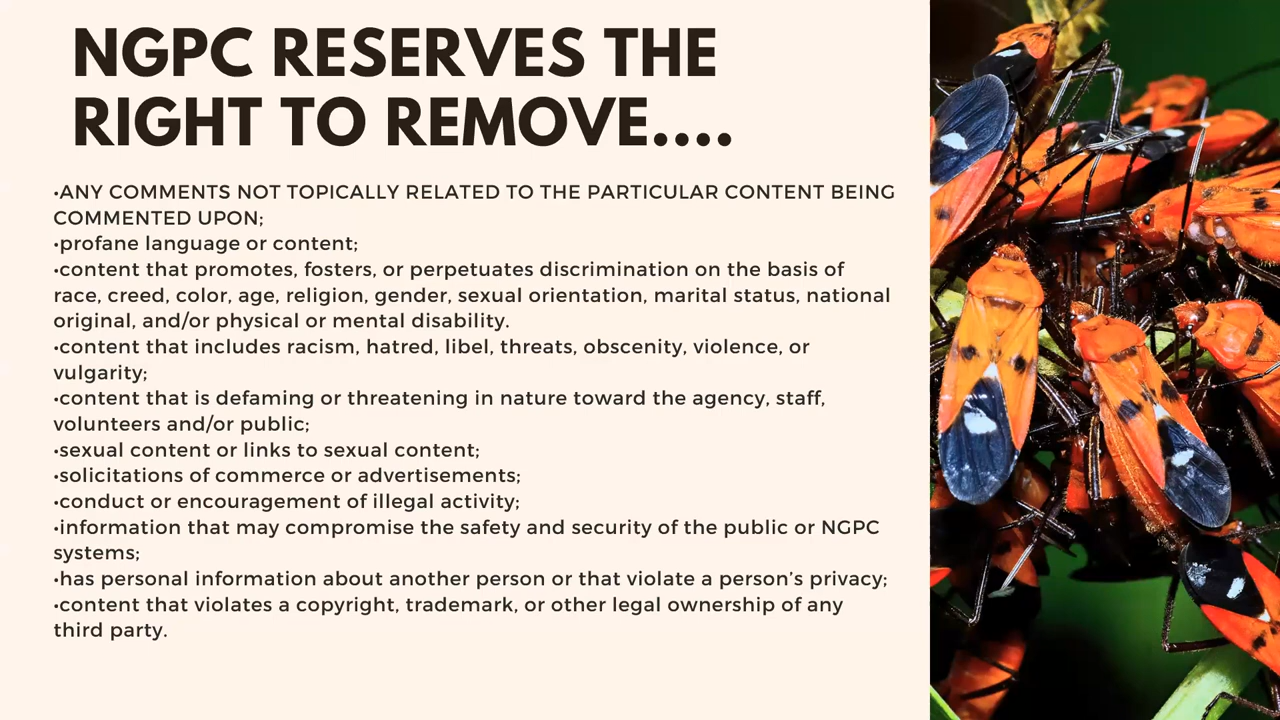 NGPC RESERVES THE
RIGHT TO REMOVE....
•ANY COMMENTS NOT TOPICALLY RELATED TO THE PARTICULAR CONTENT BEING
COMMENTED UPON;
•profane language or content;
•content that promotes, fosters, or perpetuates discrimination on the basis of
race, creed, color, age, religion, gender, sexual orientation, marital status, national
original, and/or physical or mental disability.
•content that includes racism, hatred, libel, threats, obscenity, violence, or
vulgarity;
•content that is defaming or threatening in nature toward the agency, staff,
volunteers and/or public;
•sexual content or links to sexual content;
•solicitations of commerce or advertisements;
•conduct or encouragement of illegal activity;
•information that may compromise the safety and security of the public or NGPC
systems;
•has personal information about another person or that violate a person’s privacy;
•content that violates a copyright, trademark, or other legal ownership of any
third party.